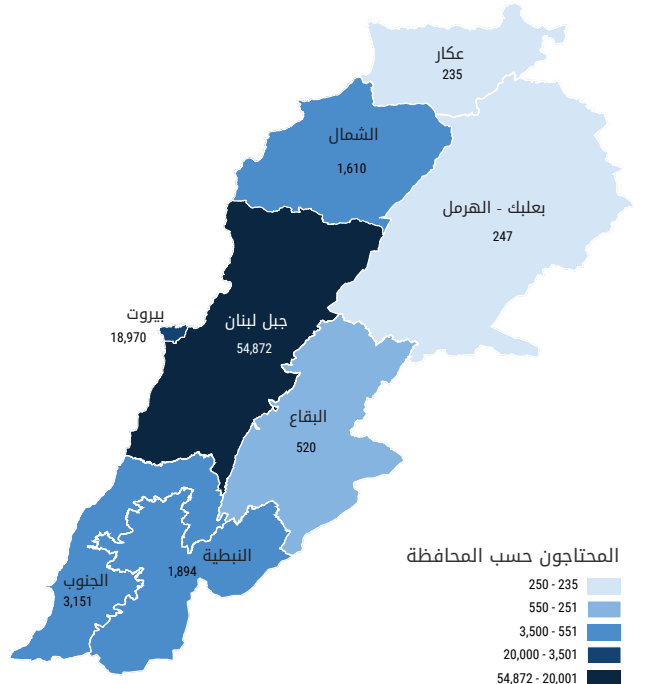 عكار
235
الشمال
1,610
بعلبك - الهرمل
247
بيروت
18,970
جبل لبنان
54,872
البقاع
520
النبطية
1,894
الجنوب
3,151
المحتاجون حسب المحافظة
250 - 235
550 - 251
3,500 - 551
20,000 - 3,501
54,872 - 20,001